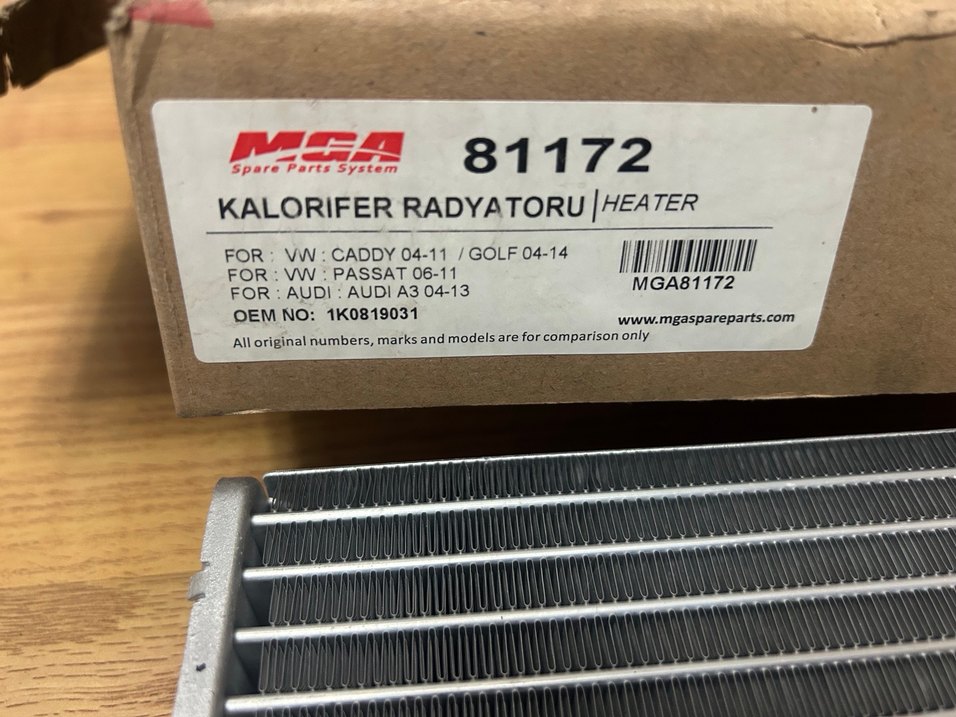 MGA
Spare Parts System
81172
KALORIFER RADYATORU | HEATER
FOR : VW : CADDY 04-11 / GOLF 04-14
FOR : VW : PASSAT 06-11
FOR : AUDI : AUDI A3 04-13
OEM NO: 1K0819031
MGA81172
www.mgaspareparts.com
All original numbers, marks and models are for comparison only